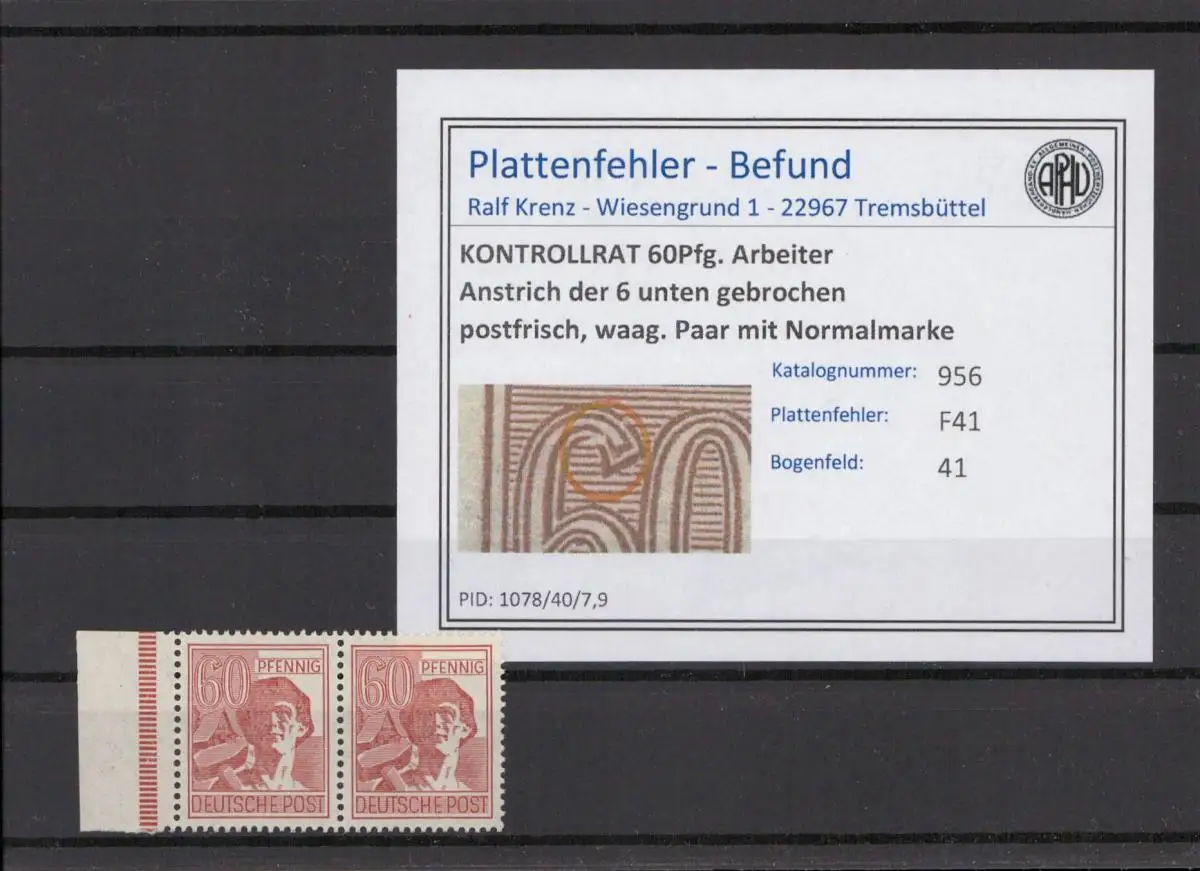 Plattenfehler - Befund
Ralf Krenz - Wiesengrund 1 - 22967 Tremsbüttel
APHV
KONTROLLRAT 60Pfg. Arbeiter
Anstrich der 6 unten gebrochen
postfrisch, waag. Paar mit Normalmarke
Katalognummer: 956
Plattenfehler: F41
Bogenfeld: 41
60
PID: 1078/40/7,9
60 PFENNIG
DEUTSCHE POST
60 PFENNIG
DEUTSCHE POST